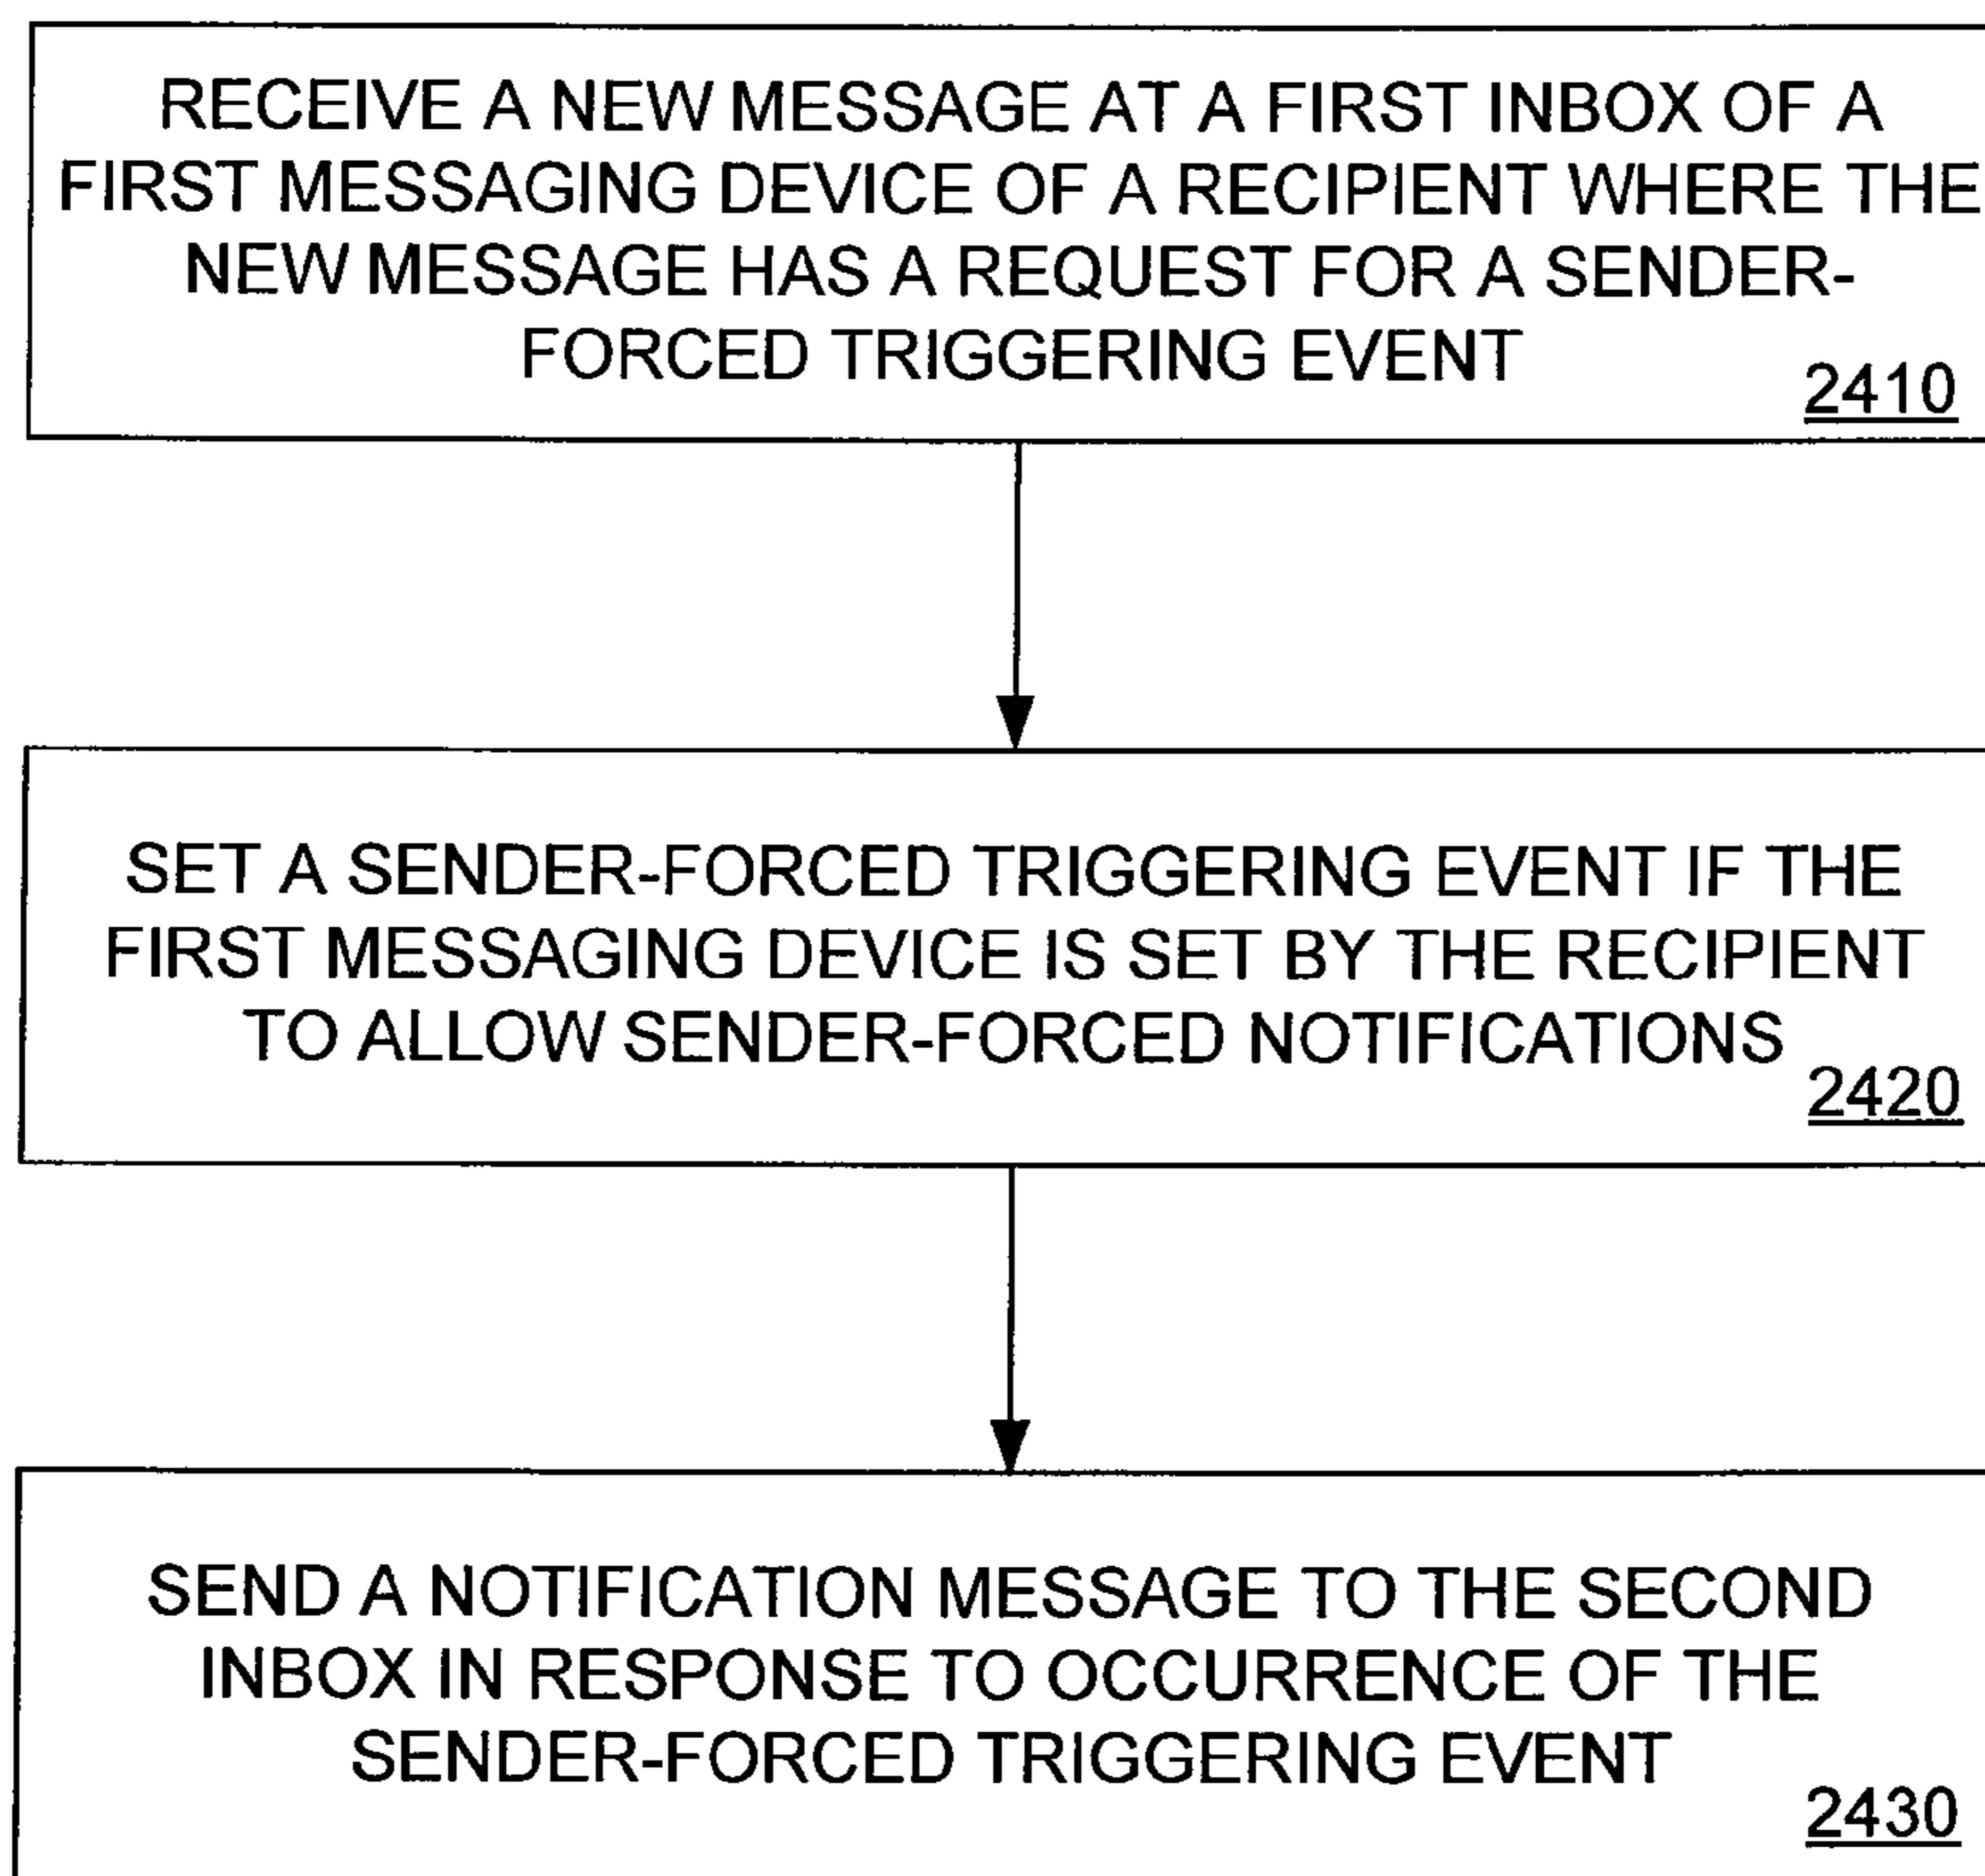 RECEIVE A NEW MESSAGE AT A FIRST INBOX OF A
FIRST MESSAGING DEVICE OF A RECIPIENT WHERE THE
NEW MESSAGE HAS A REQUEST FOR A SENDER-
FORCED TRIGGERING EVENT
2410
SET A SENDER-FORCED TRIGGERING EVENT IF THE
FIRST MESSAGING DEVICE IS SET BY THE RECIPIENT
TO ALLOW SENDER-FORCED NOTIFICATIONS
2420
SEND A NOTIFICATION MESSAGE TO THE SECOND
INBOX IN RESPONSE TO OCCURRENCE OF THE
SENDER-FORCED TRIGGERING EVENT
2430